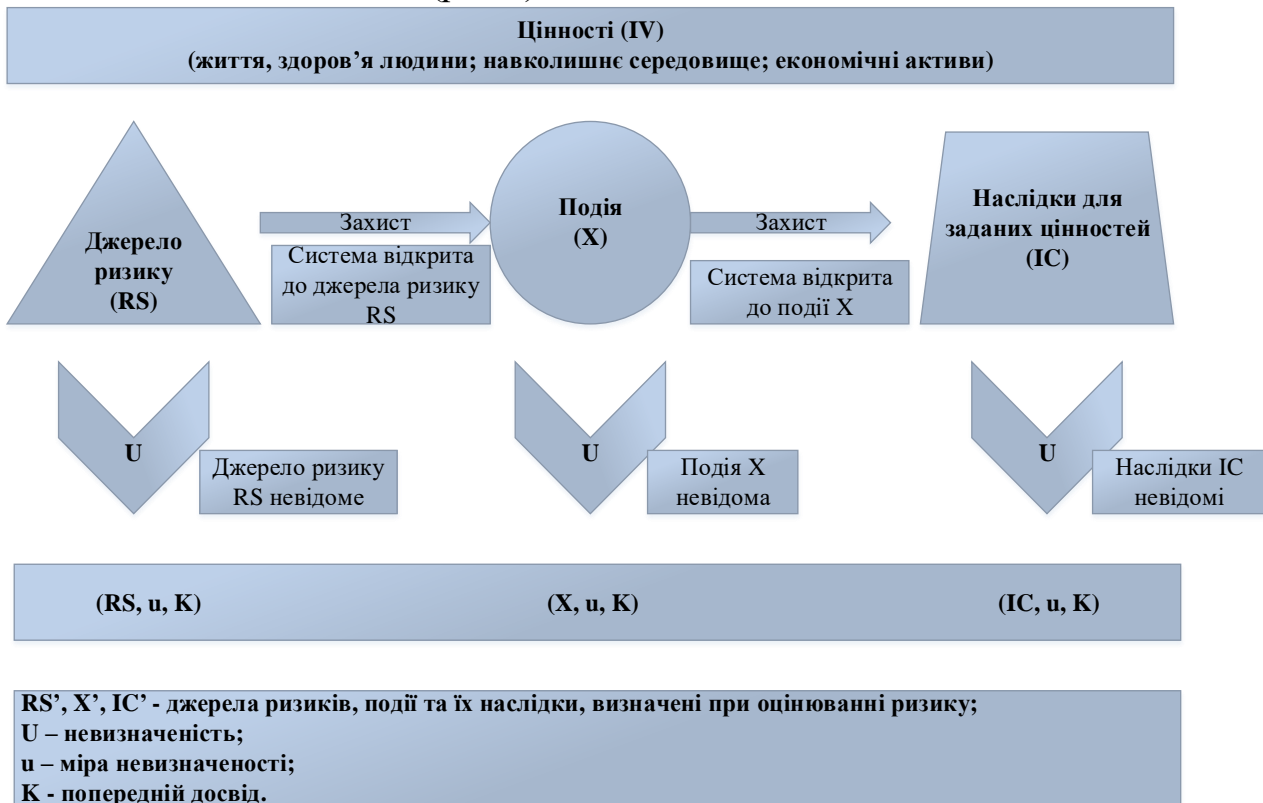 Цінності (IV)
(життя, здоров’я людини; навколишнє середовище; економічні активи)
Джерело
ризику
(RS)
Захист
Система відкрита
до джерела ризику
RS
Подія
(X)
Захист
Система відкрита
до події X
Наслідки для
заданих цінностей
(IC)
U
Джерело ризику
RS невідоме
U
Подія X
невідома
U
Наслідки IC
невідомі
(RS, u, K)
(X, u, K)
(IC, u, K)
RS’, X’, IC’ - джерела ризиків, події та їх наслідки, визначені при оцінюванні ризику;
U – невизначеність;
u – міра невизначеності;
K - попередній досвід.